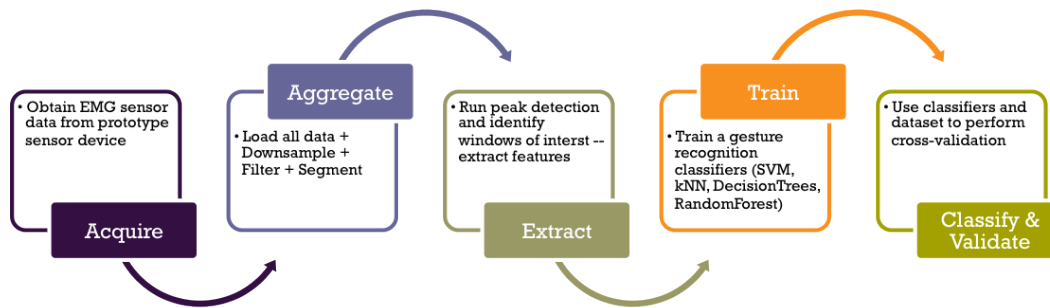 • Obtain EMG sensor
data from prototype
sensor device
Acquire
Aggregate
• Load all data +
Downsample +
Filter + Segment
• Run peak detection
and identify
windows of interst --
extract features
Extract
Train
• Train a gesture
recognition
classifiers (SVM,
kNN, DecisionTrees,
RandomForest)
• Use classifiers and
dataset to perform
cross-validation
Classify &
Validate